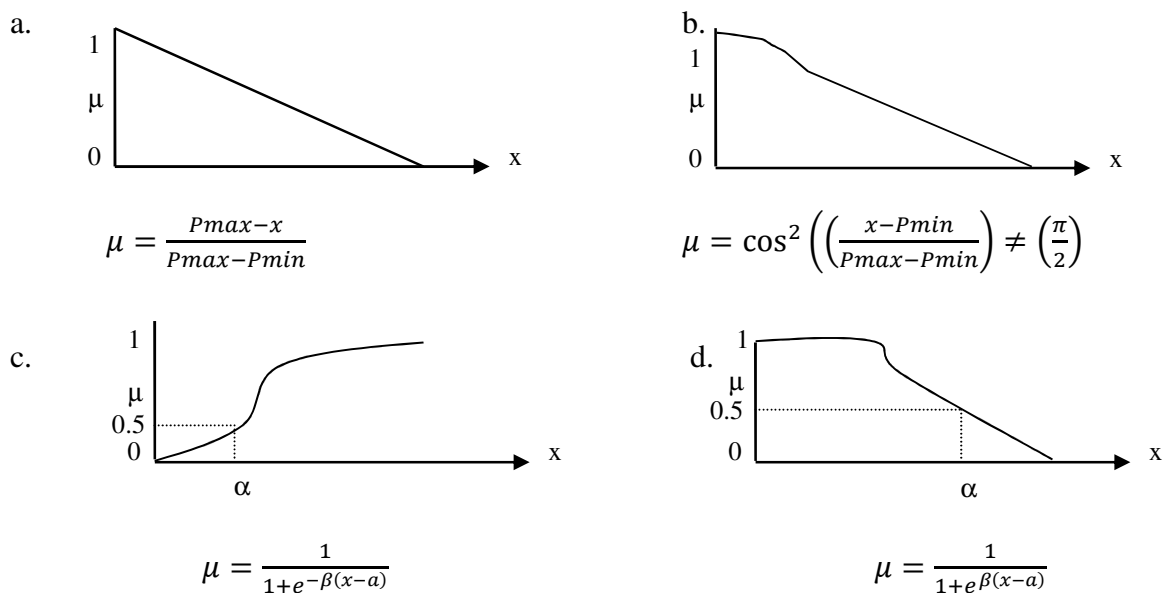 a.
1
μ
0
x
μ = (Pmax−x)/(Pmax−Pmin)
b.
1
μ
0
x
μ = cos² (((x−Pmin)/(Pmax−Pmin)) ≠ (π/2)
c.
1
μ
0.5
0
x
α
μ = 1/(1+e^{−β(x−a)})
d.
1
μ
0.5
0
x
α
μ = 1/(1+e^{β(x−a)})